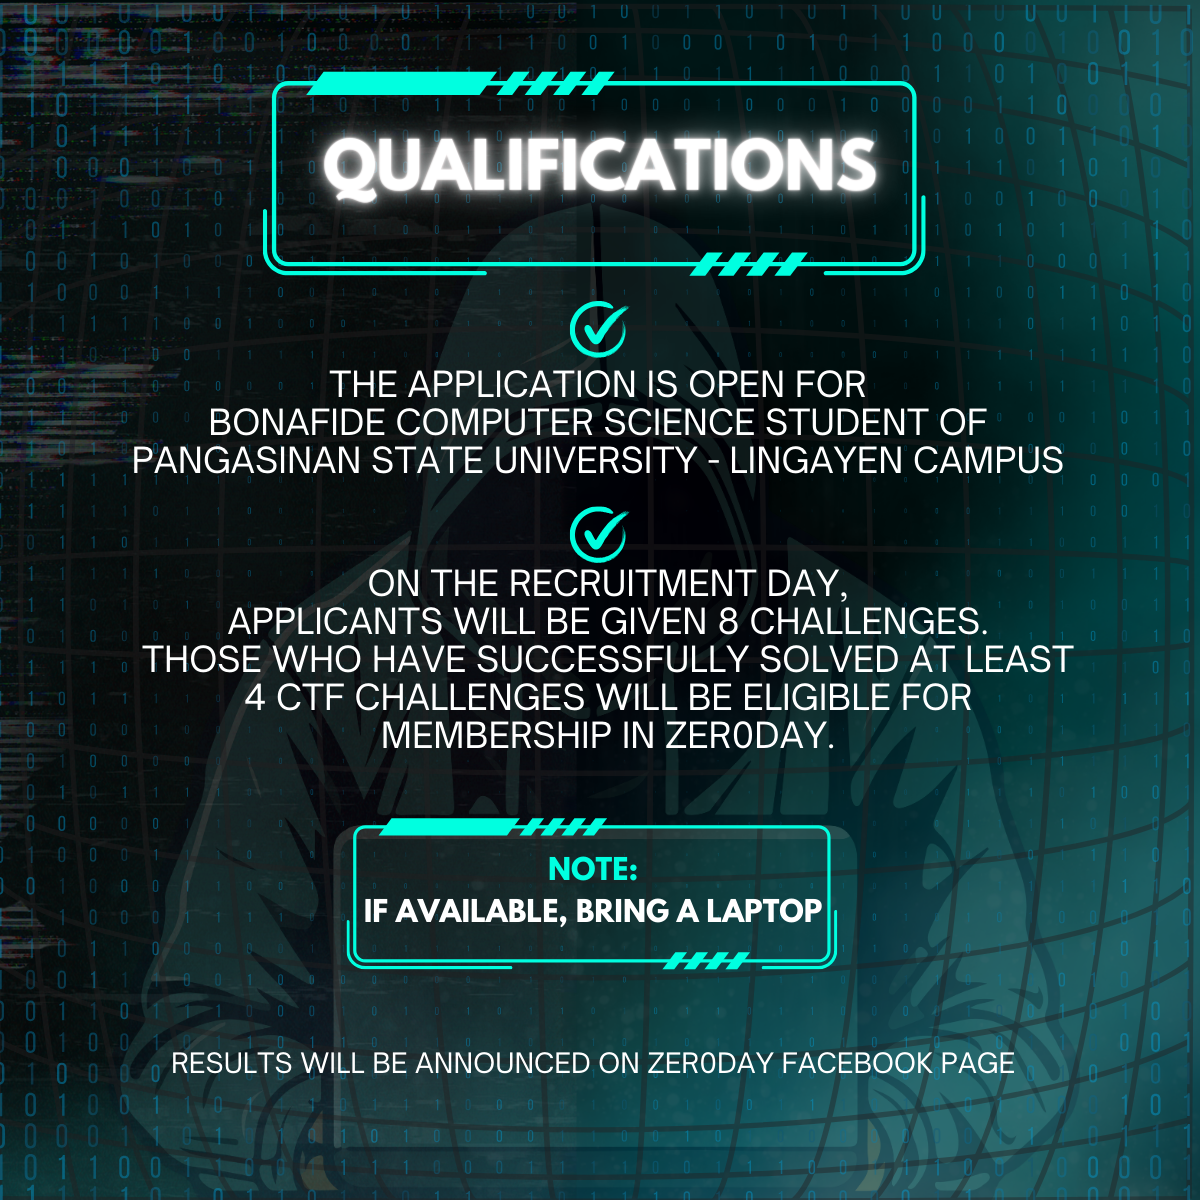 QUALIFICATIONS
THE APPLICATION IS OPEN FOR
BONAFIDE COMPUTER SCIENCE STUDENT OF
PANGASINAN STATE UNIVERSITY - LINGAYEN CAMPUS
ON THE RECRUITMENT DAY,
APPLICANTS WILL BE GIVEN 8 CHALLENGES.
THOSE WHO HAVE SUCCESSFULLY SOLVED AT LEAST
4 CTF CHALLENGES WILL BE ELIGIBLE FOR
MEMBERSHIP IN ZER0DAY.
NOTE:
IF AVAILABLE, BRING A LAPTOP
RESULTS WILL BE ANNOUNCED ON ZER0DAY FACEBOOK PAGE